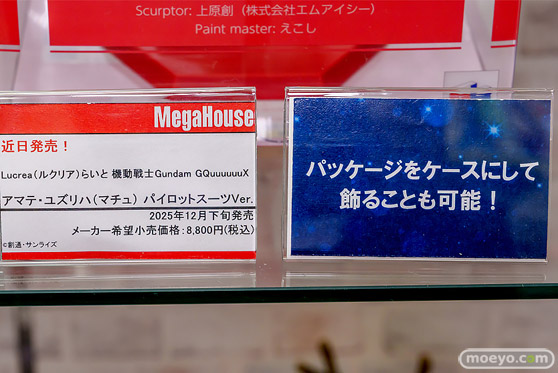 Scurptor: 上原創（株式会社エムアイシー）
Paint master: えこし
MegaHouse
近日発売！
Lucrea（ルクリア）らいと 機動戦士Gundam GQuuuuuuX
アマテ・ユズリハ（マチュ） パイロットスーツVer.
2025年12月下旬発売
メーカー希望小売価格：8,800円(税込)
©創通・サンライズ
パッケージをケースにして
飾ることも可能！
moeyo.com